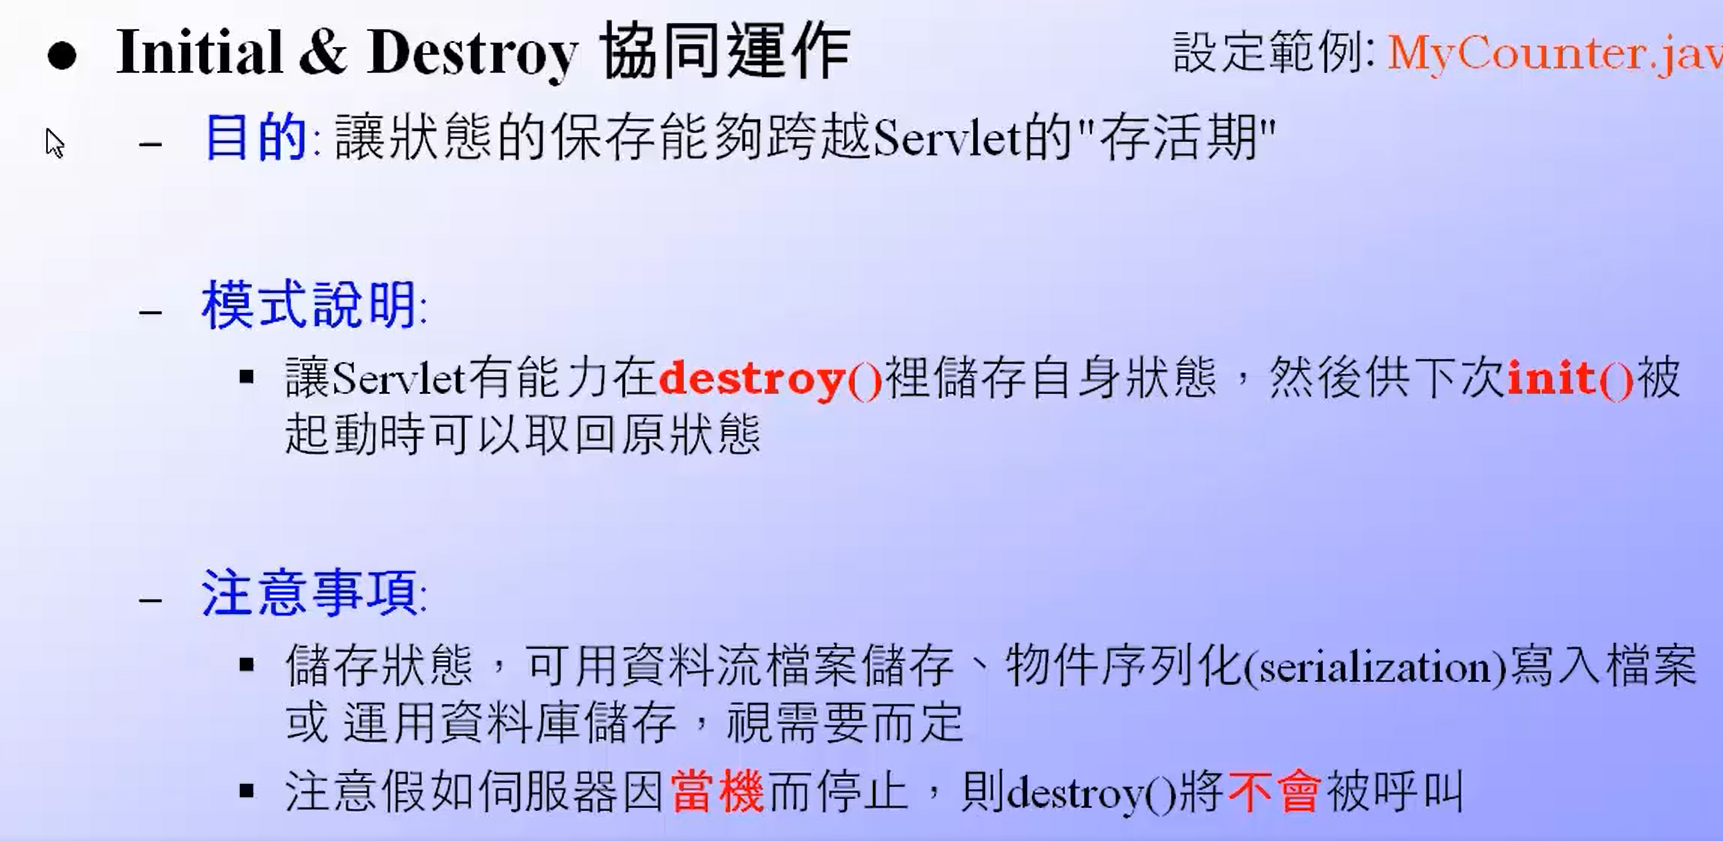 ● Initial & Destroy 協同運作
設定範例: MyCounter.jav
– 目的: 讓狀態的保存能夠跨越Servlet的"存活期"
– 模式說明:
▪ 讓Servlet有能力在destroy()裡儲存自身狀態，然後供下次init()被
起動時可以取回原狀態
– 注意事項:
▪ 儲存狀態，可用資料流檔案儲存、物件序列化(serialization)寫入檔案
或 運用資料庫儲存，視需要而定
▪ 注意假如伺服器因當機而停止，則destroy()將不會被呼叫